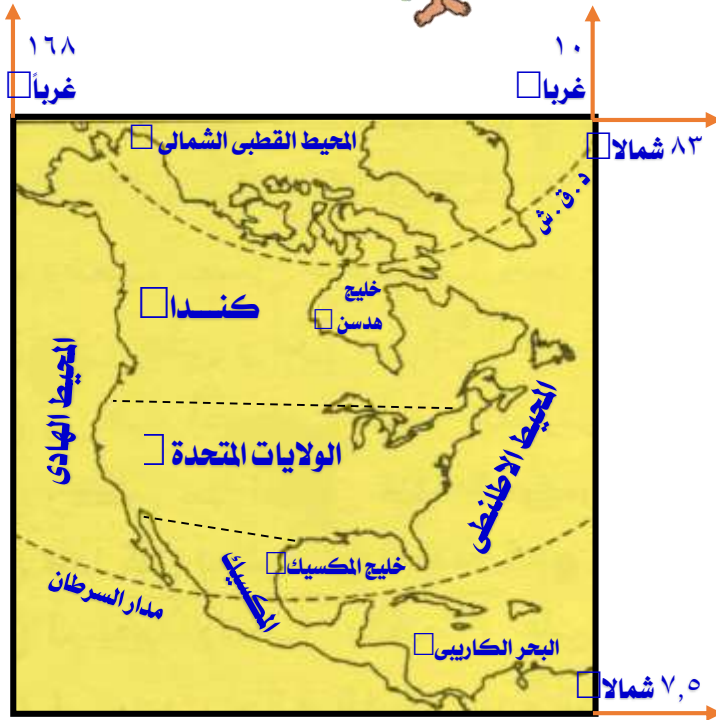 ١٦٨
غرباً
١٠
غربا
المحيط القطبى الشمالى
٨٣ شمالا
د.ق.ش
كنـــدا
خليج
هدسن
المحيط الهادى
الولايات المتحدة
المحيط الاطلنطى
خليج المكسيك
المكسيك
مدار السرطان
البحر الكاريبى
٧,٥ شمالا